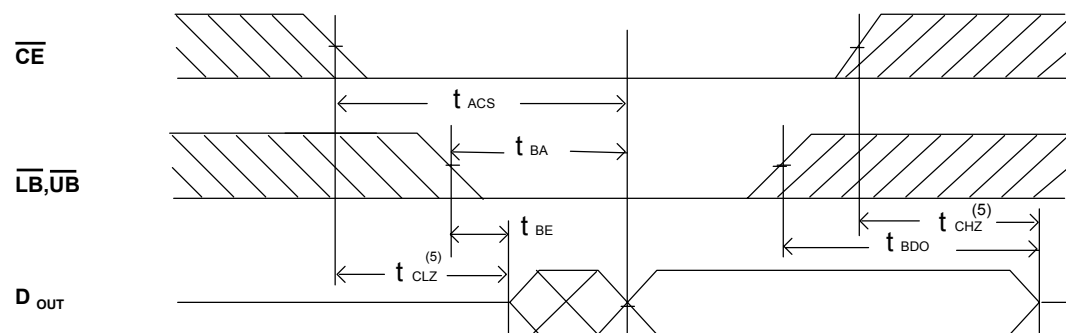 CE
t ACS
t BA
LB,UB
t BE
t CHZ (5)
t BDO
t CLZ (5)
D OUT